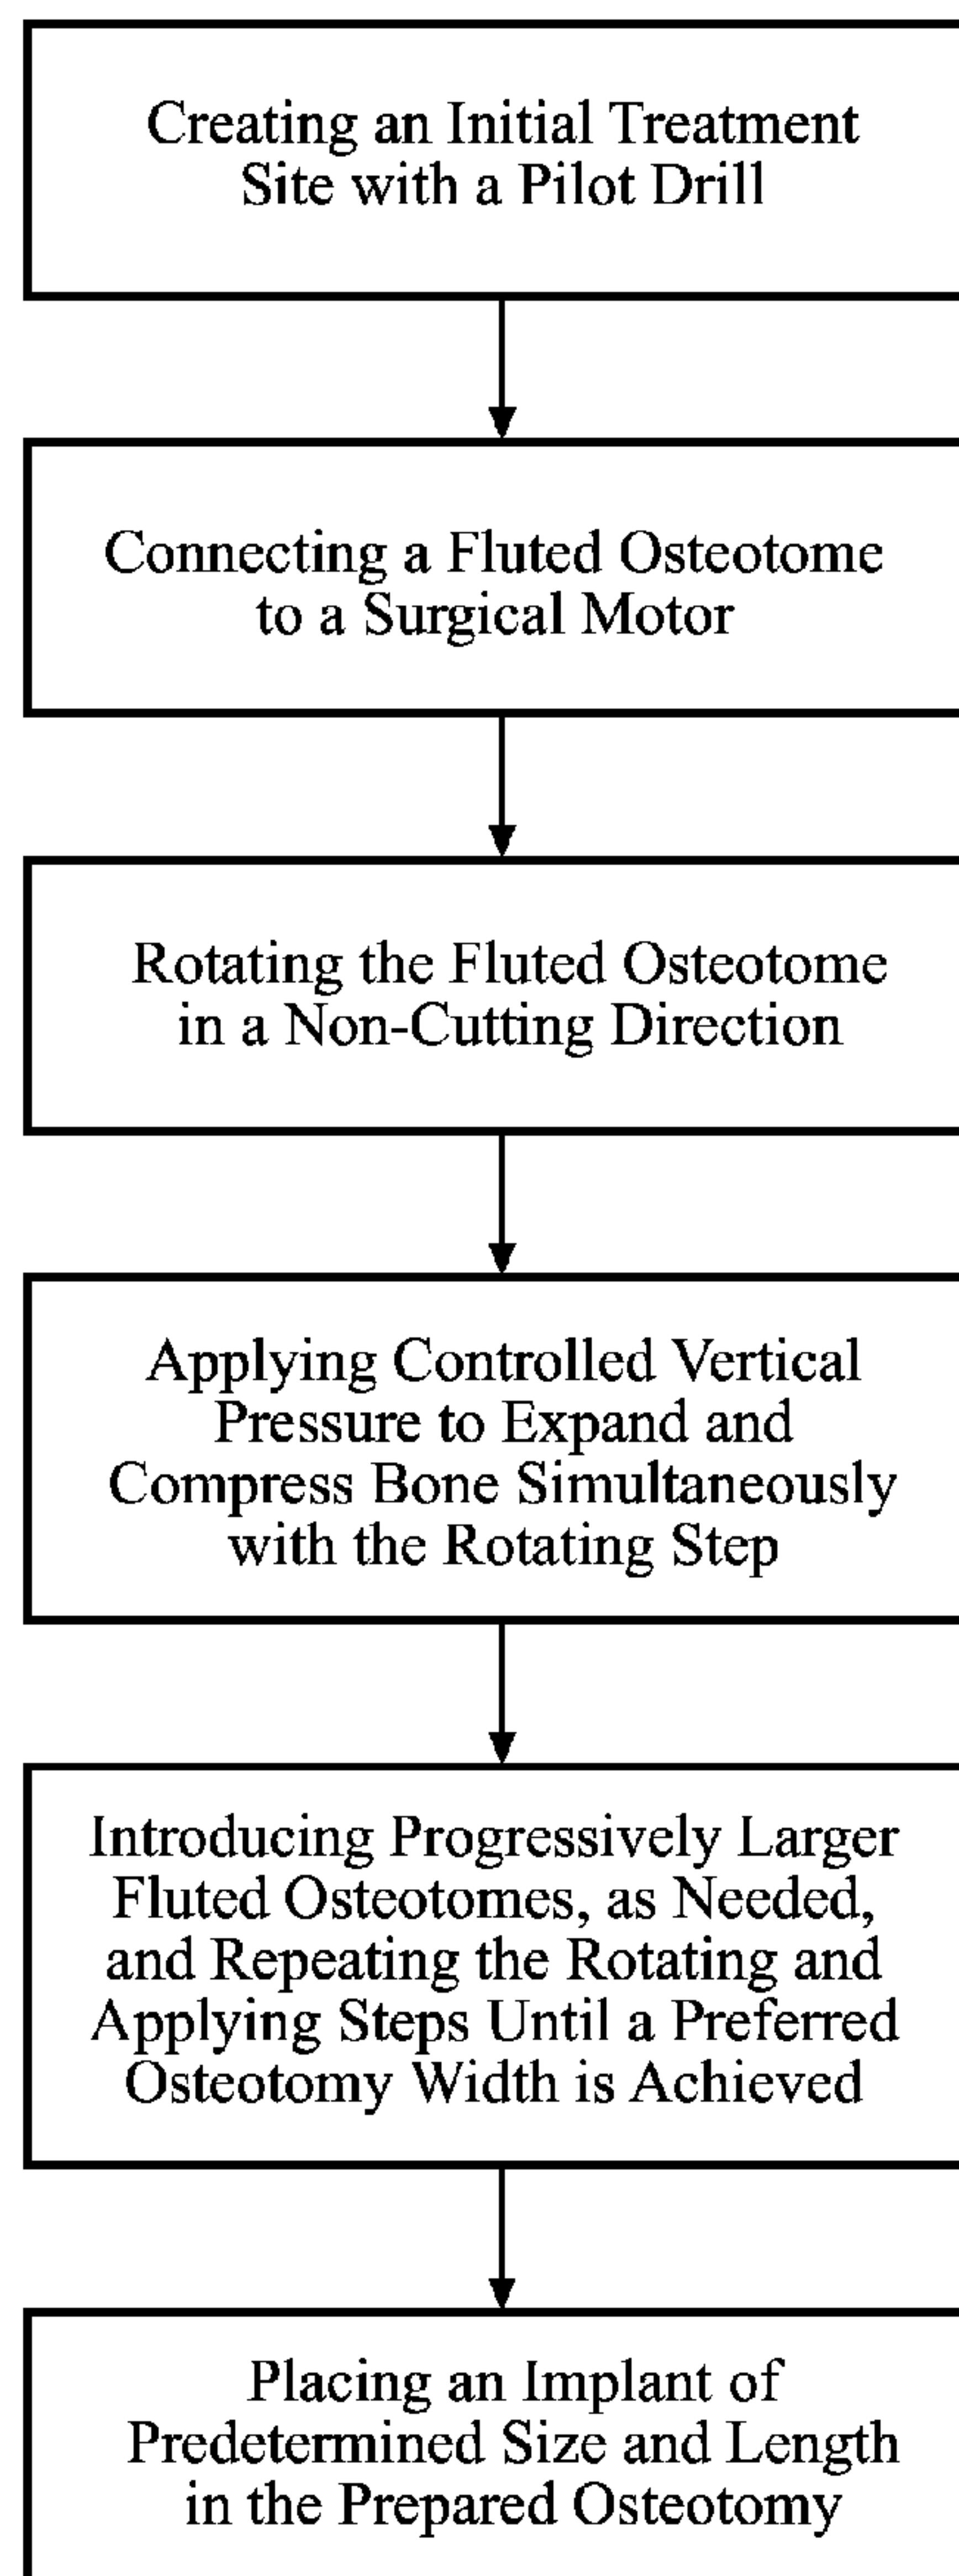 Creating an Initial Treatment
Site with a Pilot Drill
Connecting a Fluted Osteotome
to a Surgical Motor
Rotating the Fluted Osteotome
in a Non-Cutting Direction
Applying Controlled Vertical
Pressure to Expand and
Compress Bone Simultaneously
with the Rotating Step
Introducing Progressively Larger
Fluted Osteotomes, as Needed,
and Repeating the Rotating and
Applying Steps Until a Preferred
Osteotomy Width is Achieved
Placing an Implant of
Predetermined Size and Length
in the Prepared Osteotomy